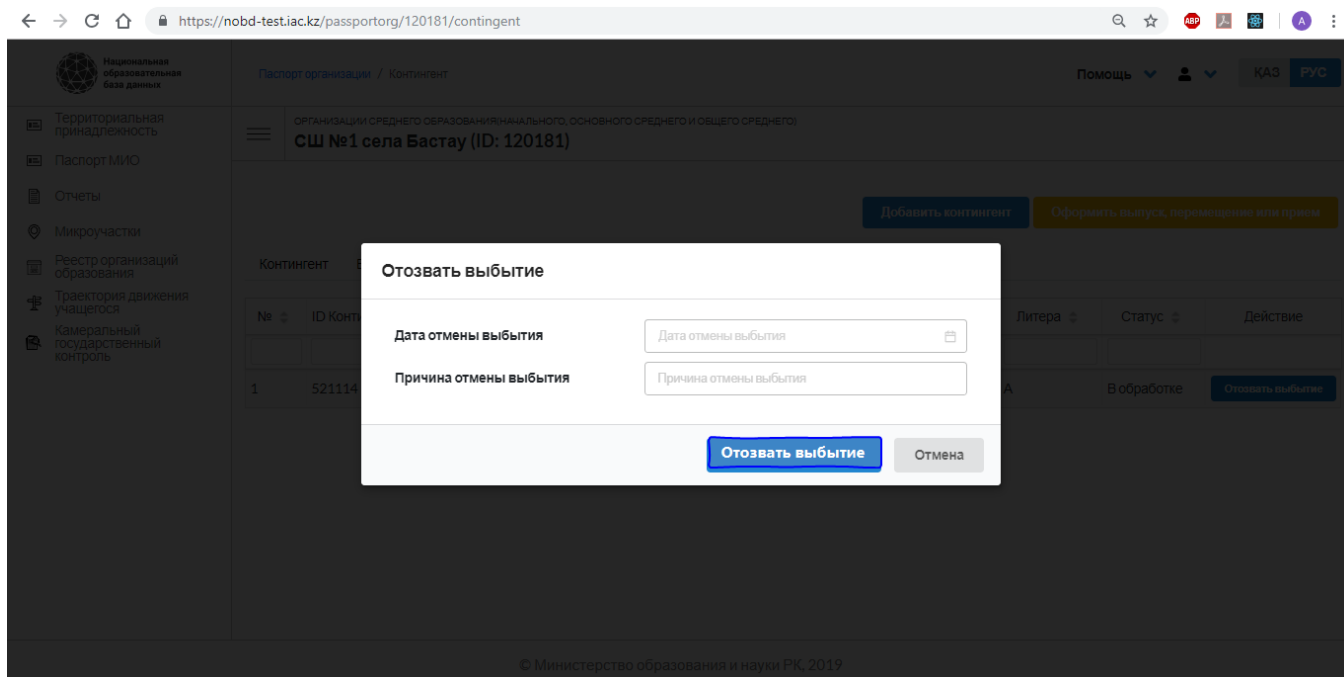 https://nobd-test.iac.kz/passportorg/120181/contingent
ABP
A
Национальная
образовательная
база данных
Паспорт организации / Контингент
Помощь
ҚАЗ РУС
Территориальная
принадлежность
Паспорт МИО
Отчеты
Микроучастки
Реестр организаций
образования
Траектория движения
учащегося
Камеральный
государственный
контроль
ОРГАНИЗАЦИИ СРЕДНЕГО ОБРАЗОВАНИЯ(НАЧАЛЬНОГО, ОСНОВНОГО СРЕДНЕГО И ОБЩЕГО СРЕДНЕГО)
СШ №1 села Бастау (ID: 120181)
Добавить контингент
Оформить выпуск, перемещение или прием
Контингент
№ ID Конти Литера Статус Действие
1 521114 А В обработке Отозвать выбытие
Отозвать выбытие
Дата отмены выбытия Дата отмены выбытия
Причина отмены выбытия Причина отмены выбытия
Отозвать выбытие Отмена
© Министерство образования и науки РК, 2019